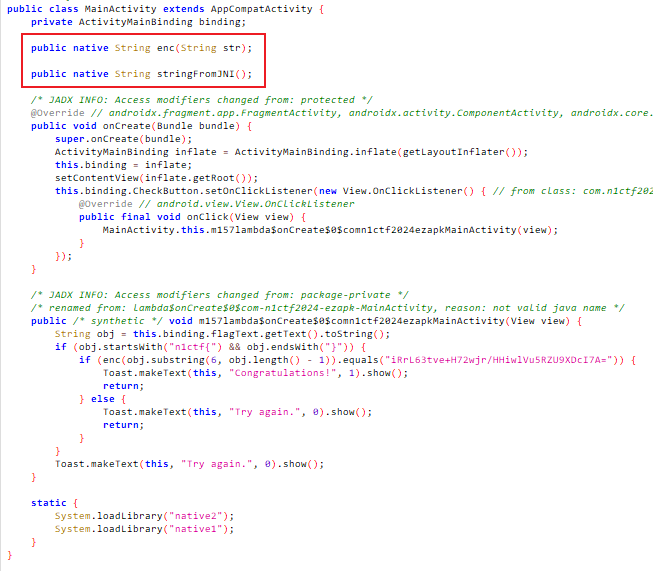 public class MainActivity extends AppCompatActivity {
    private ActivityMainBinding binding;

    public native String enc(String str);

    public native String stringFromJNI();

    /* JADX INFO: Access modifiers changed from: protected */
    @Override // androidx.fragment.app.FragmentActivity, androidx.activity.ComponentActivity, androidx.core.
    public void onCreate(Bundle bundle) {
        super.onCreate(bundle);
        ActivityMainBinding inflate = ActivityMainBinding.inflate(getLayoutInflater());
        this.binding = inflate;
        setContentView(inflate.getRoot());
        this.binding.CheckButton.setOnClickListener(new View.OnClickListener() { // from class: com.n1ctf202
            @Override // android.view.View.OnClickListener
            public final void onClick(View view) {
                MainActivity.this.m157lambda$onCreate$0$comn1ctf2024ezapkMainActivity(view);
            }
        });
    }

    /* JADX INFO: Access modifiers changed from: package-private */
    /* renamed from: lambda$onCreate$0$com-n1ctf2024-ezapk-MainActivity, reason: not valid java name */
    public /* synthetic */ void m157lambda$onCreate$0$comn1ctf2024ezapkMainActivity(View view) {
        String obj = this.binding.flagText.getText().toString();
        if (obj.startsWith("n1ctf{") && obj.endsWith("}")) {
            if (enc(obj.substring(6, obj.length() - 1)).equals("iRrL63tve+H72wjr/HHiwlVu5RZU9XDcI7A=")) {
                Toast.makeText(this, "Congratulations!", 1).show();
                return;
            } else {
                Toast.makeText(this, "Try again.", 0).show();
                return;
            }
        }
        Toast.makeText(this, "Try again.", 0).show();
    }

    static {
        System.loadLibrary("native2");
        System.loadLibrary("native1");
    }
}